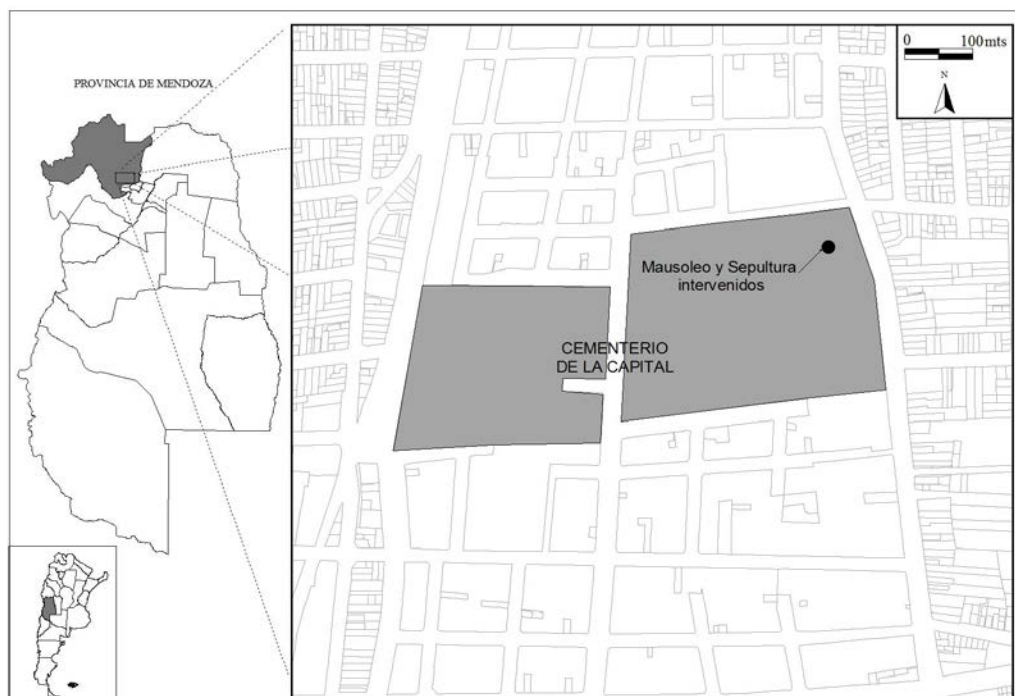 PROVINCIA DE MENDOZA
0 100mts
N
Mausoleo y Sepultura
intervenidos
CEMENTERIO
DE LA CAPITAL